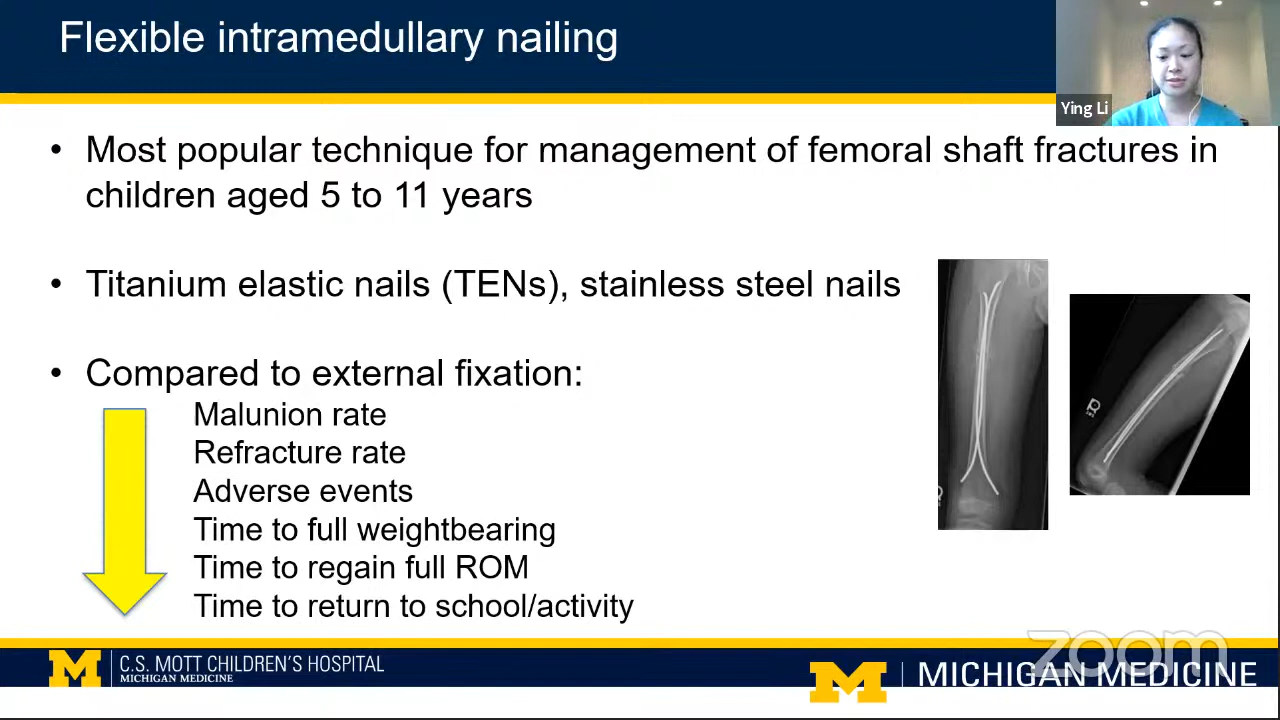 Flexible intramedullary nailing
Ying Li
• Most popular technique for management of femoral shaft fractures in
children aged 5 to 11 years
• Titanium elastic nails (TENs), stainless steel nails
• Compared to external fixation:
Malunion rate
Refracture rate
Adverse events
Time to full weightbearing
Time to regain full ROM
Time to return to school/activity
R
R
zoom
M
C.S. MOTT CHILDREN'S HOSPITAL
MICHIGAN MEDICINE
M
MICHIGAN MEDICINE